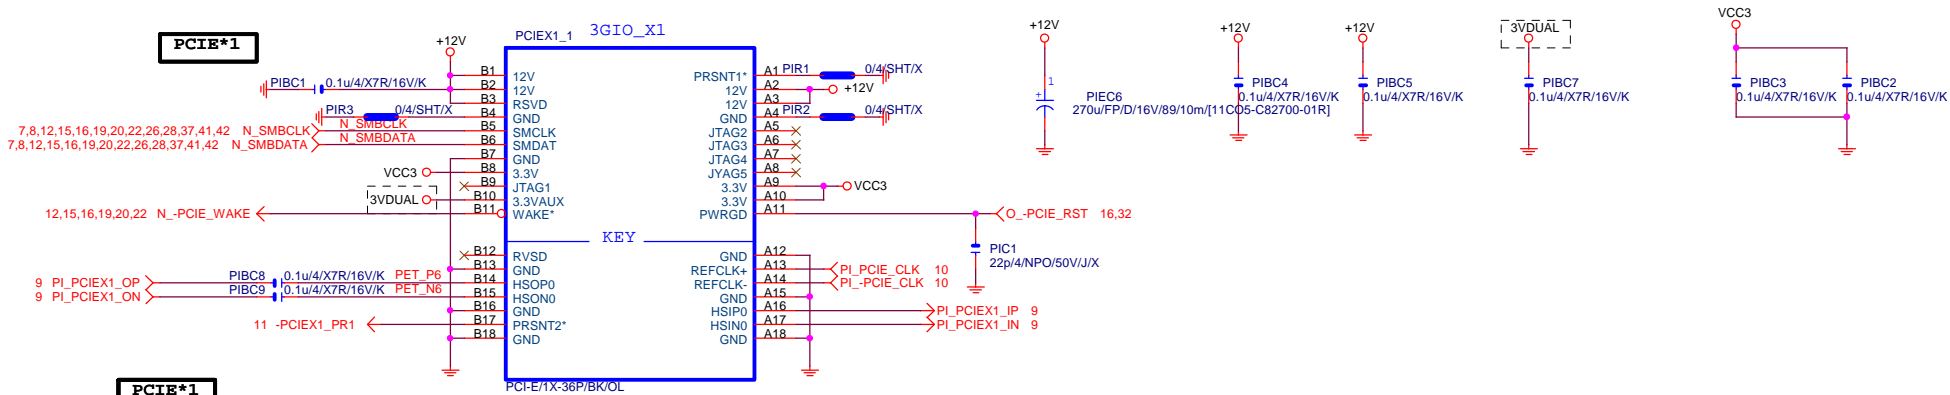 PCIE*1
PCIEX1_1
3GIO_X1
+12V
PIBC1
0.1u/4/X7R/16V/K
PIR3
0/4/SHT/X
7,8,12,15,16,19,20,22,26,28,37,41,42 N_SMBCLK
N_SMBCLK
7,8,12,15,16,19,20,22,26,28,37,41,42 N_SMBDATA
N_SMBDATA
VCC3
3VDUAL
12,15,16,19,20,22 N_-PCIE_WAKE
9 PI_PCIEX1_OP
PIBC8 0.1u/4/X7R/16V/K PET_P6
9 PI_PCIEX1_ON
PIBC9 0.1u/4/X7R/16V/K PET_N6
11 -PCIEX1_PR1
B1 12V
B2 12V
B3 RSVD
B4 GND
B5 SMCLK
B6 SMDAT
B7 GND
B8 3.3V
B9 JTAG1
B10 3.3VAUX
B11 WAKE*
KEY
B12 RVSD
B13 GND
B14 HSOP0
B15 HSON0
B16 GND
B17 PRSNT2*
B18 GND
PRSNT1* A1
12V A2
12V A3
GND A4
JTAG2 A5
JTAG3 A6
JTAG4 A7
JYAG5 A8
3.3V A9
3.3V A10
PWRGD A11
GND A12
REFCLK+ A13
REFCLK- A14
GND A15
HSIP0 A16
HSIN0 A17
GND A18
PCI-E/1X-36P/BK/OL
PIR1 0/4/SHT/X
+12V
PIR2 0/4/SHT/X
VCC3
O_-PCIE_RST 16,32
PIC1
22p/4/NPO/50V/J/X
PI_PCIE_CLK 10
PI_-PCIE_CLK 10
PI_PCIEX1_IP 9
PI_PCIEX1_IN 9
+12V
1
+
PIEC6
270u/FP/D/16V/89/10m/[11CO5-C82700-01R]
+12V
PIBC4
0.1u/4/X7R/16V/K
+12V
PIBC5
0.1u/4/X7R/16V/K
3VDUAL
PIBC7
0.1u/4/X7R/16V/K
VCC3
PIBC3
0.1u/4/X7R/16V/K
PIBC2
0.1u/4/X7R/16V/K
PCIE*1